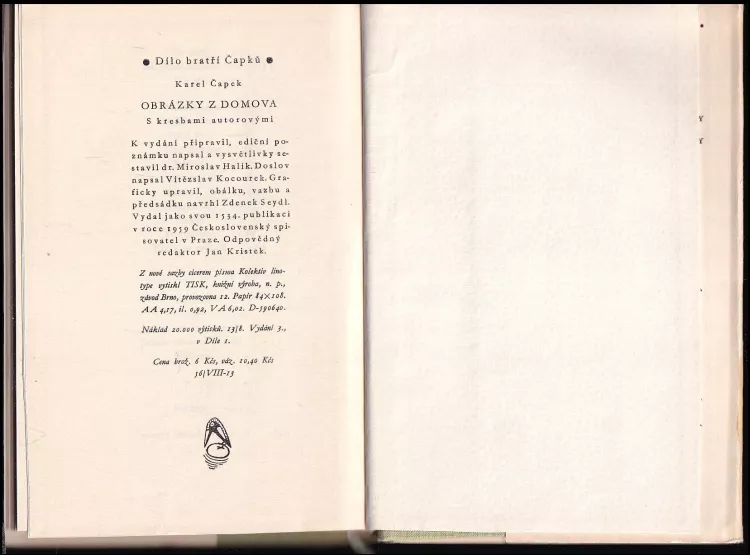 Dílo bratří Čapků
Karel Čapek
OBRÁZKY Z DOMOVA
S kresbami autorovými
K vydání připravil, ediční po-
známku napsal a vysvětlivky se-
stavil dr. Miroslav Halík. Doslov
napsal Vítězslav Kocourek. Gra-
ficky upravil, obálku, vazbu a
předsádku navrhl Zdenek Seydl.
Vydal jako svou 1534. publikaci
v roce 1959 Československý spi-
sovatel v Praze. Odpovědný
redaktor Jan Kristek.
Z nové sazby cicerem písma Kolektiv lino-
type vytiskl TISK, knižní výroba, n. p.,
závod Brno, provozovna 12. Papír 84×108.
AA 4,17, il. 0,92, VA 6,02. D-590640.
Náklad 20.000 výtisků. 13/8. Vydání 3.,
v Díle 1.
Cena brož. 6 Kčs, váz. 10,40 Kčs
56/VIII-13
Y
Y